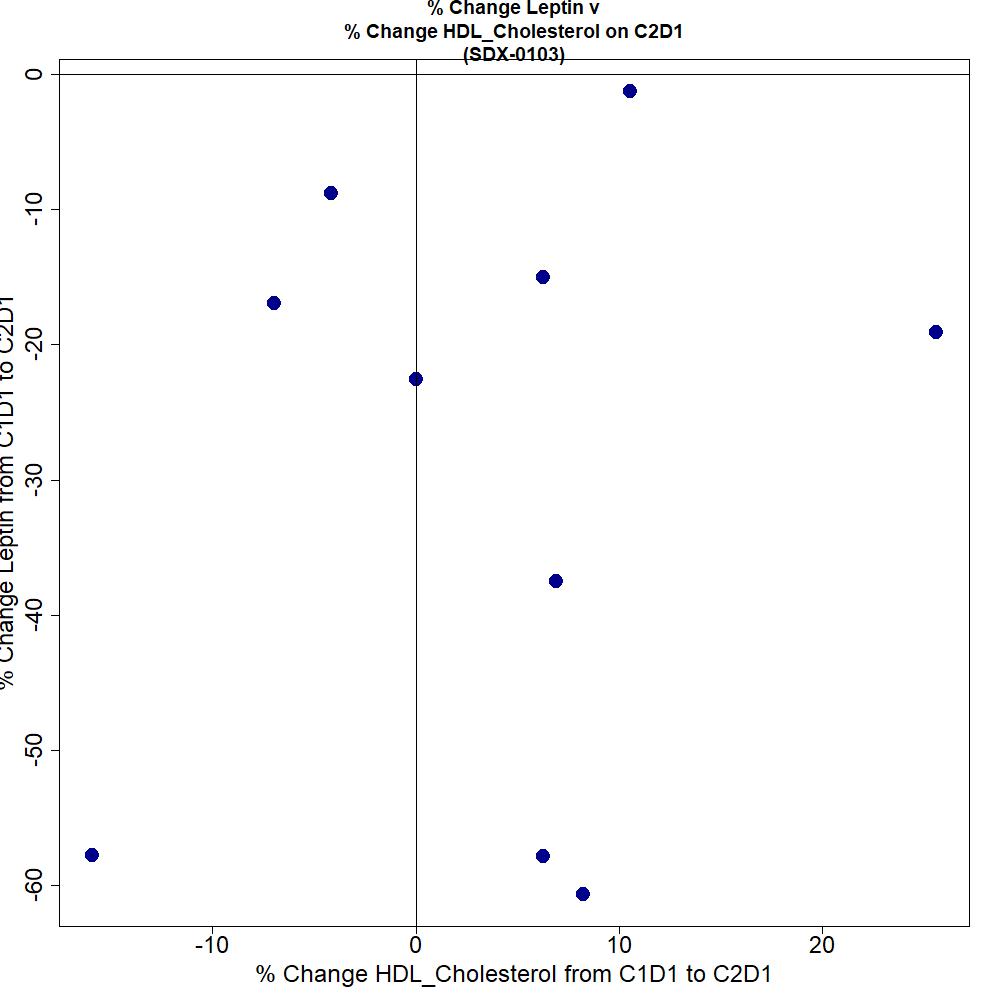 % Change Leptin v
% Change HDL_Cholesterol on C2D1
(SDX-0103)
0
-10
-20
-30
-40
-50
-60
% Change Leptin from C1D1 to C2D1
-10
0
10
20
% Change HDL_Cholesterol from C1D1 to C2D1